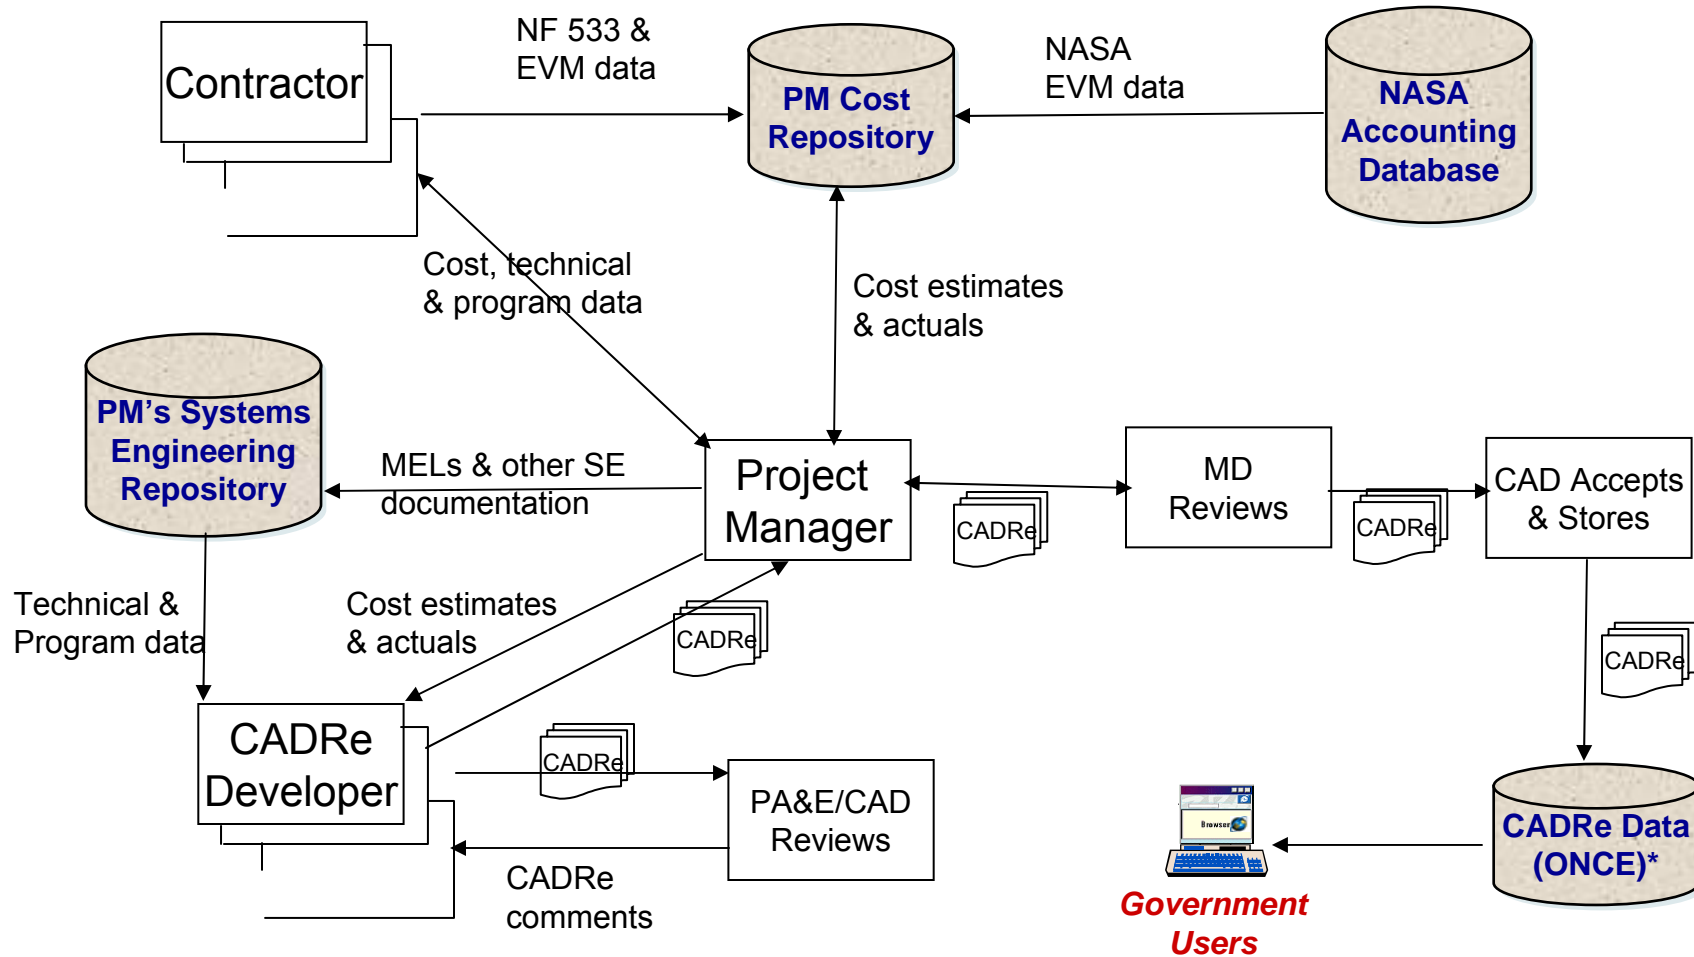 NF 533 &
EVM data
NASA
EVM data
Contractor
PM Cost
Repository
NASA
Accounting
Database
Cost, technical
& program data
Cost estimates
& actuals
PM's Systems
Engineering
Repository
MELs & other SE
documentation
Project
Manager
MD
Reviews
CAD Accepts
& Stores
CADRe
CADRe
Technical &
Program data
Cost estimates
& actuals
CADRe
CADRe
CADRe
Developer
CADRe
PA&E/CAD
Reviews
CADRe
comments
Browser
Government
Users
CADRe Data
(ONCE)*